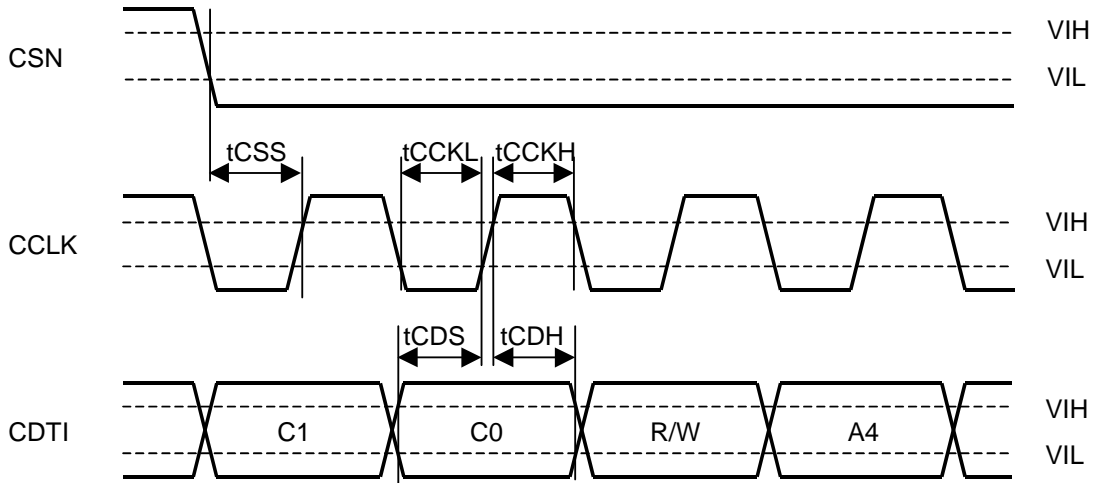 CSN
VIH
VIL
tCSS
tCCKL
tCCKH
CCLK
VIH
VIL
tCDS
tCDH
CDTI
C1
C0
R/W
A4
VIH
VIL